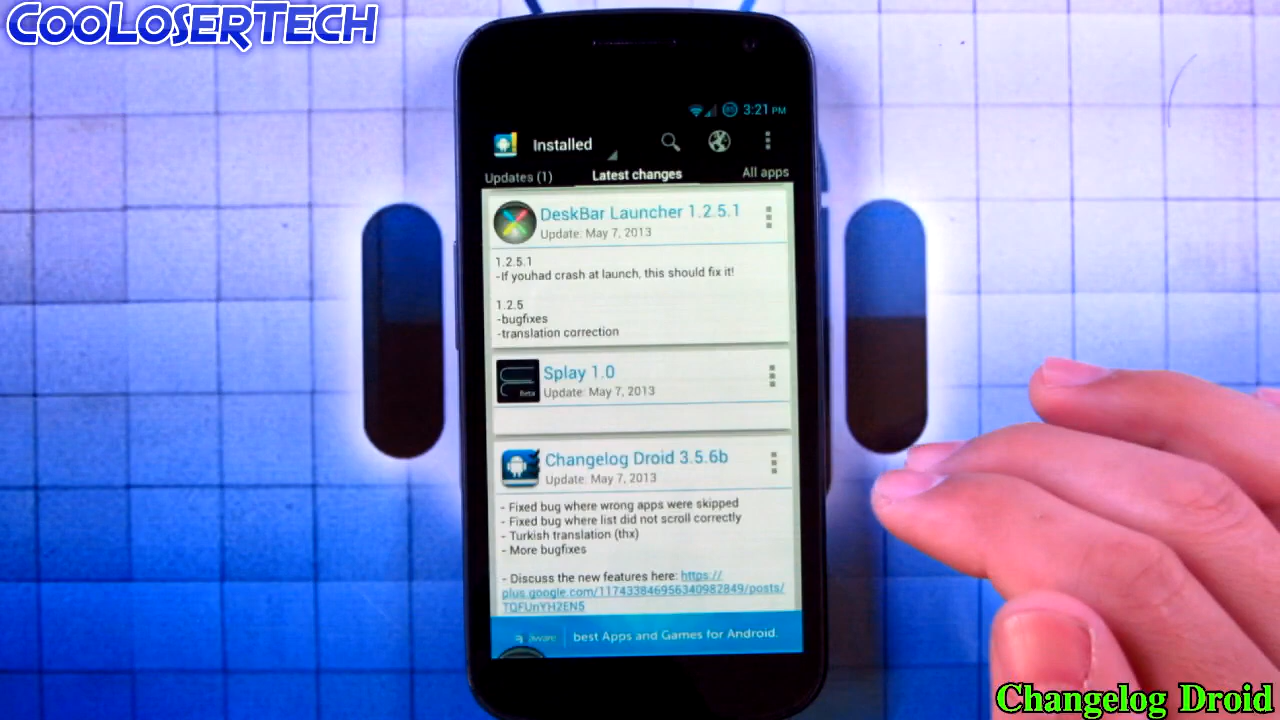 CooLoserTech
3:21 PM
Installed
Updates (1) Latest changes All apps
DeskBar Launcher 1.2.5.1
Update: May 7, 2013
1.2.5.1
-If youhad crash at launch, this should fix it!
1.2.5
-bugfixes
-translation correction
Splay 1.0
Beta
Update: May 7, 2013
Changelog Droid 3.5.6b
Update: May 7, 2013
- Fixed bug where wrong apps were skipped
- Fixed bug where list did not scroll correctly
- Turkish translation (thx)
- More bugfixes
- Discuss the new features here: https://
plus.google.com/117433846956340982849/posts/
TQFUnYH2EN5
best Apps and Games for Android.
Changelog Droid